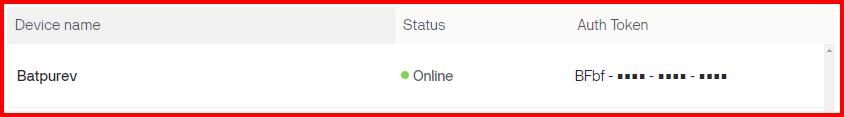 Device name Status Auth Token
Batpurev Online BFbf - ▪▪▪▪ - ▪▪▪▪ - ▪▪▪▪